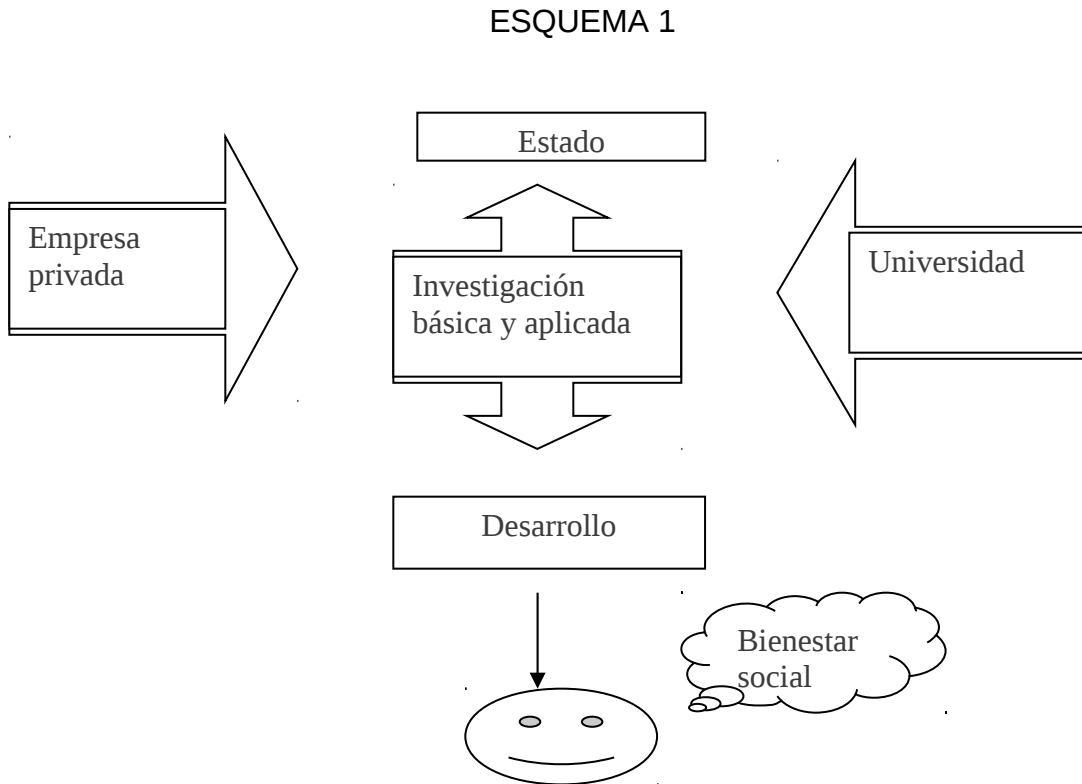 ESQUEMA 1
Estado
Empresa
privada
Investigación
básica y aplicada
Universidad
Desarrollo
Bienestar
social